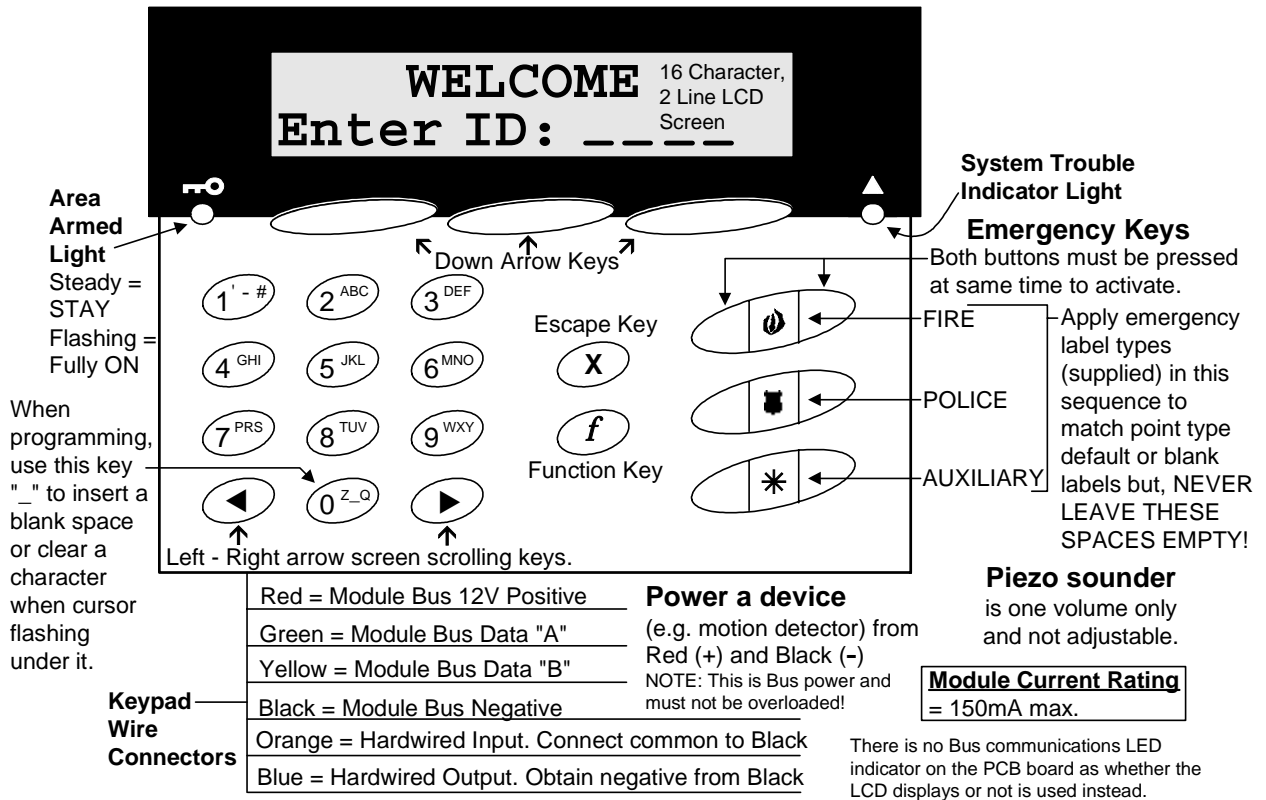 WELCOME
Enter ID: _ _ _ _
16 Character,
2 Line LCD
Screen
Area
Armed
Light
Steady =
STAY
Flashing =
Fully ON
System Trouble
Indicator Light
Down Arrow Keys
Emergency Keys
Both buttons must be pressed
at same time to activate.
1 ' - #
2 ABC
3 DEF
4 GHI
5 JKL
6 MNO
7 PRS
8 TUV
9 WXY
0 Z_Q
Escape Key
X
f
Function Key
FIRE
POLICE
AUXILIARY
Apply emergency
label types
(supplied) in this
sequence to
match point type
default or blank
labels but, NEVER
LEAVE THESE
SPACES EMPTY!
When
programming,
use this key
"_" to insert a
blank space
or clear a
character
when cursor
flashing
under it.
Left - Right arrow screen scrolling keys.
Keypad
Wire
Connectors
Red = Module Bus 12V Positive
Green = Module Bus Data "A"
Yellow = Module Bus Data "B"
Black = Module Bus Negative
Orange = Hardwired Input. Connect common to Black
Blue = Hardwired Output. Obtain negative from Black
Power a device
(e.g. motion detector) from
Red (+) and Black (-)
NOTE: This is Bus power and
must not be overloaded!
Piezo sounder
is one volume only
and not adjustable.
Module Current Rating
= 150mA max.
There is no Bus communications LED
indicator on the PCB board as whether the
LCD displays or not is used instead.